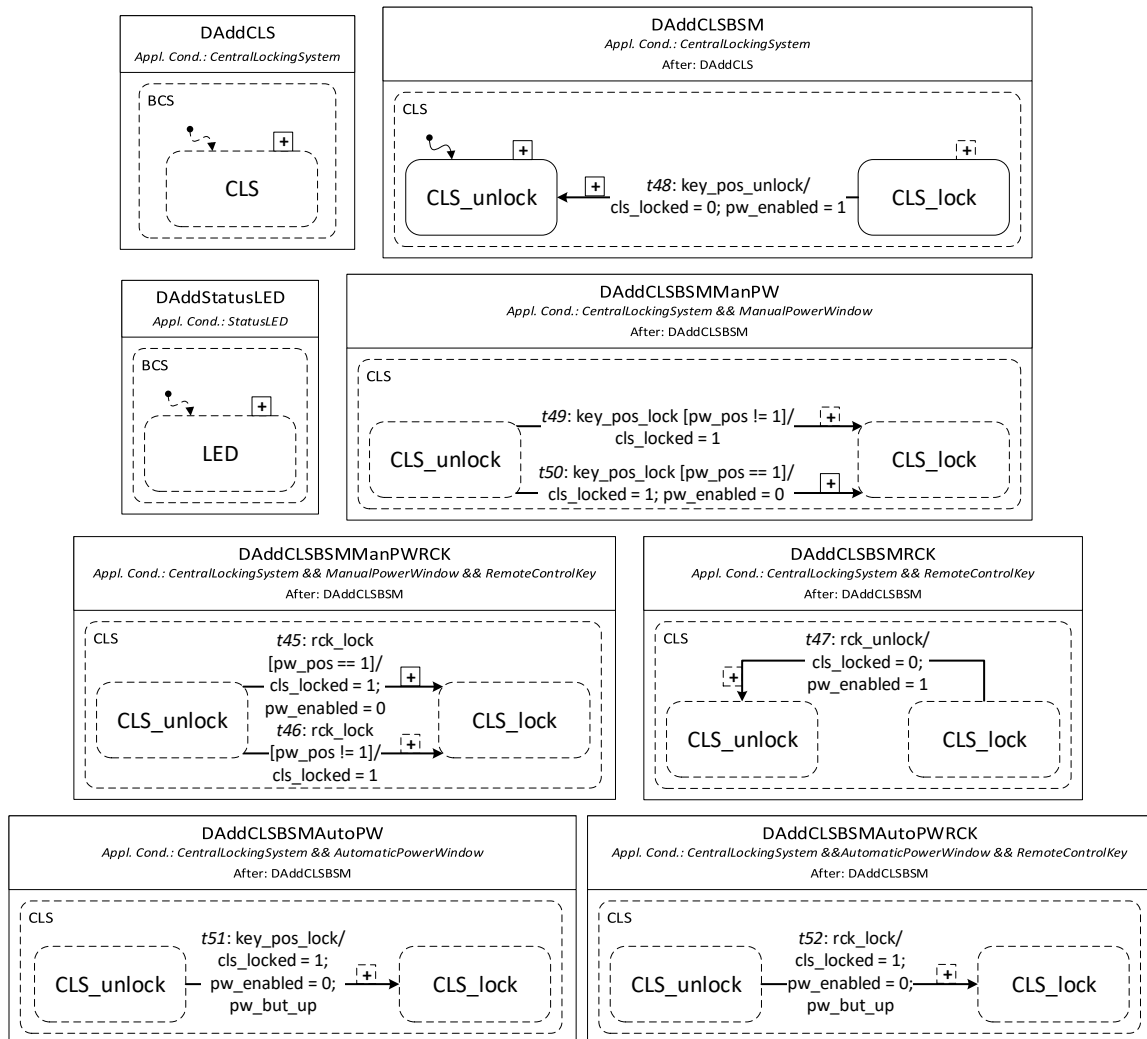 DAddCLS
Appl. Cond.: CentralLockingSystem
BCS
+
CLS
DAddCLSBSM
Appl. Cond.: CentralLockingSystem
After: DAddCLS
CLS
+
+
CLS_unlock
+
t48: key_pos_unlock/
cls_locked = 0; pw_enabled = 1
CLS_lock
DAddStatusLED
Appl. Cond.: StatusLED
BCS
+
LED
DAddCLSBSMManPW
Appl. Cond.: CentralLockingSystem && ManualPowerWindow
After: DAddCLSBSM
CLS
CLS_unlock
t49: key_pos_lock [pw_pos != 1]/
cls_locked = 1
+
t50: key_pos_lock [pw_pos == 1]/
cls_locked = 1; pw_enabled = 0
+
CLS_lock
DAddCLSBSMManPWRCK
Appl. Cond.: CentralLockingSystem && ManualPowerWindow && RemoteControlKey
After: DAddCLSBSM
CLS
CLS_unlock
t45: rck_lock
[pw_pos == 1]/
cls_locked = 1;
pw_enabled = 0
+
t46: rck_lock
[pw_pos != 1]/
cls_locked = 1
+
CLS_lock
DAddCLSBSMRCK
Appl. Cond.: CentralLockingSystem && RemoteControlKey
After: DAddCLSBSM
CLS
t47: rck_unlock/
cls_locked = 0;
pw_enabled = 1
+
CLS_unlock
CLS_lock
DAddCLSBSMAutoPW
Appl. Cond.: CentralLockingSystem && AutomaticPowerWindow
After: DAddCLSBSM
CLS
CLS_unlock
t51: key_pos_lock/
cls_locked = 1;
pw_enabled = 0;
pw_but_up
+
CLS_lock
DAddCLSBSMAutoPWRCK
Appl. Cond.: CentralLockingSystem &&AutomaticPowerWindow && RemoteControlKey
After: DAddCLSBSM
CLS
CLS_unlock
t52: rck_lock/
cls_locked = 1;
pw_enabled = 0;
pw_but_up
+
CLS_lock